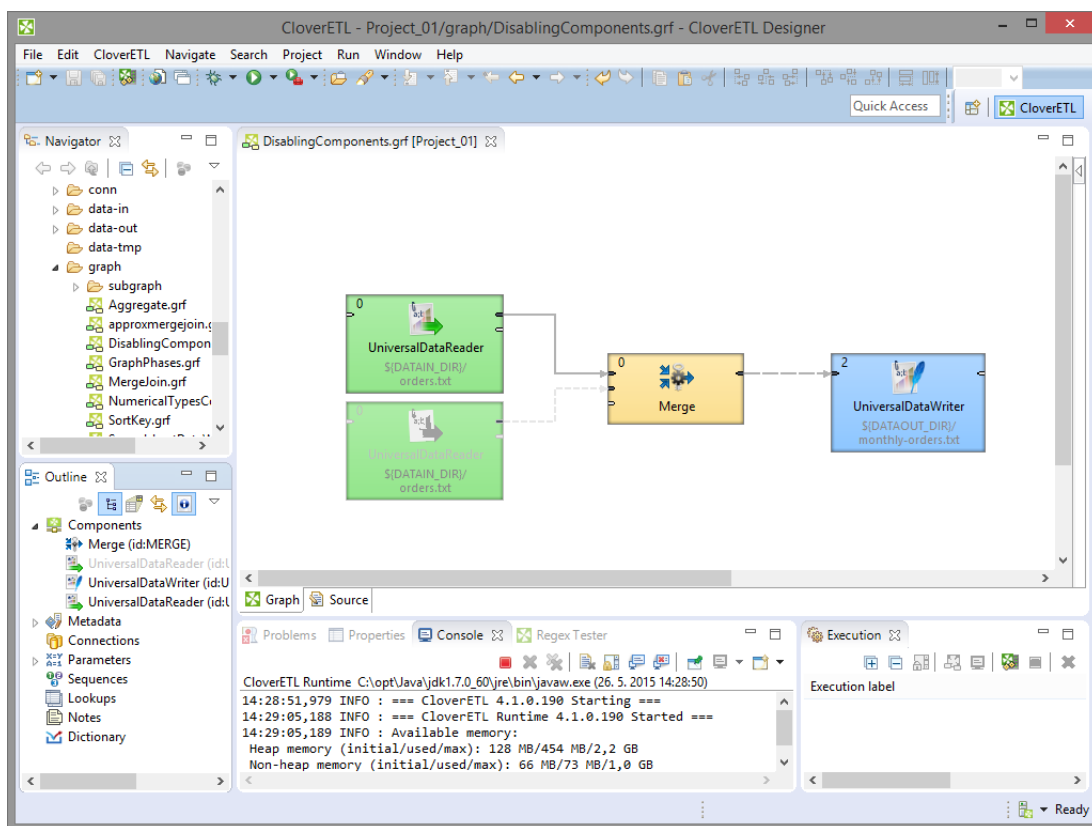 CloverETL - Project_01/graph/DisablingComponents.grf - CloverETL Designer
File Edit CloverETL Navigate Search Project Run Window Help
Quick Access
CloverETL
Navigator
conn
data-in
data-out
data-tmp
graph
subgraph
Aggregate.grf
approxmergejoin.g
DisablingCompon
GraphPhases.grf
MergeJoin.grf
NumericalTypesC
SortKey.grf
Outline
Components
Merge (id:MERGE)
UniversalDataReader (id:U
UniversalDataWriter (id:U
UniversalDataReader (id:U
Metadata
Connections
Parameters
Sequences
Lookups
Notes
Dictionary
DisablingComponents.grf [Project_01]
0
UniversalDataReader
${DATAIN_DIR}/
orders.txt
0
UniversalDataReader
${DATAIN_DIR}/
orders.txt
0
Merge
2
UniversalDataWriter
${DATAOUT_DIR}/
monthly-orders.txt
Graph Source
Problems Properties Console Regex Tester
CloverETL Runtime C:\opt\Java\jdk1.7.0_60\jre\bin\javaw.exe (26. 5. 2015 14:28:50)
14:28:51,979 INFO : === CloverETL 4.1.0.190 Starting ===
14:29:05,188 INFO : === CloverETL Runtime 4.1.0.190 Started ===
14:29:05,189 INFO : Available memory:
Heap memory (initial/used/max): 128 MB/454 MB/2,2 GB
Non-heap memory (initial/used/max): 66 MB/73 MB/1,0 GB
Execution
Execution label
Ready